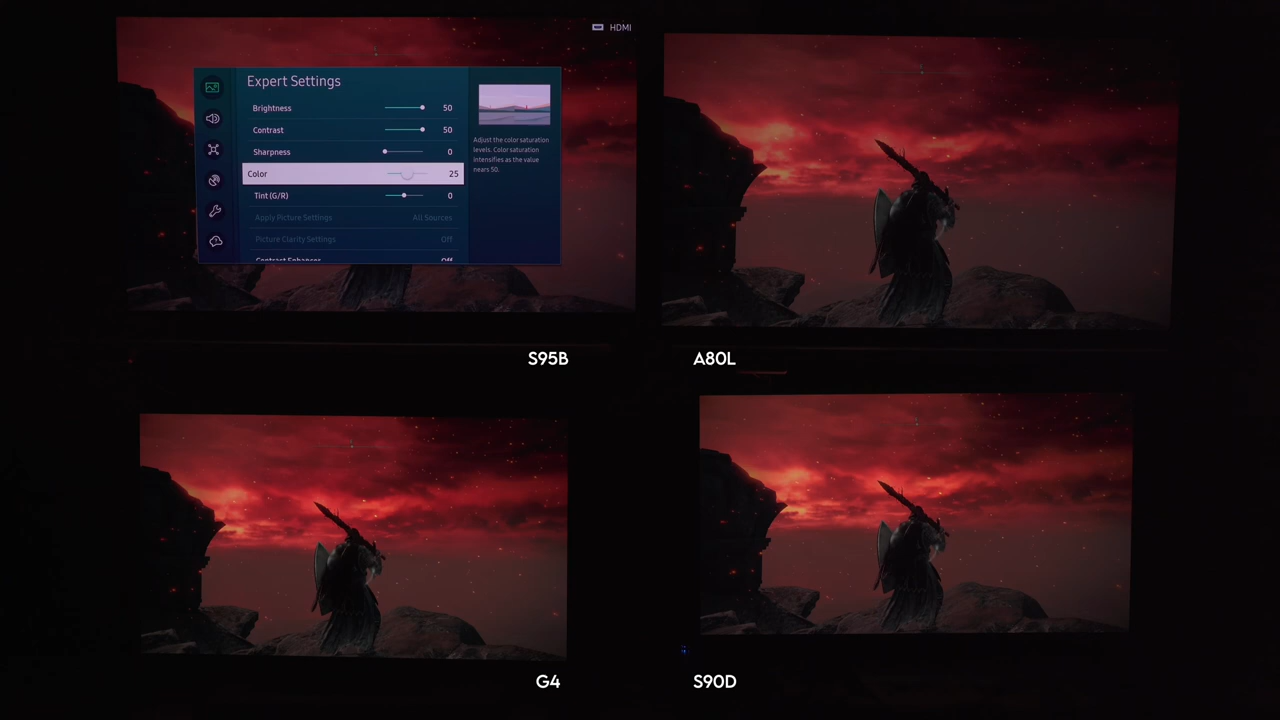 HDMI
Expert Settings
Brightness 50
Contrast 50
Sharpness 0
Color 25
Tint (G/R) 0
Apply Picture Settings All Sources
Picture Clarity Settings Off
Contrast Enhancer Off
Adjust the color saturation
levels. Color saturation
intensifies as the value
nears 50.
S95B
A80L
G4
S90D